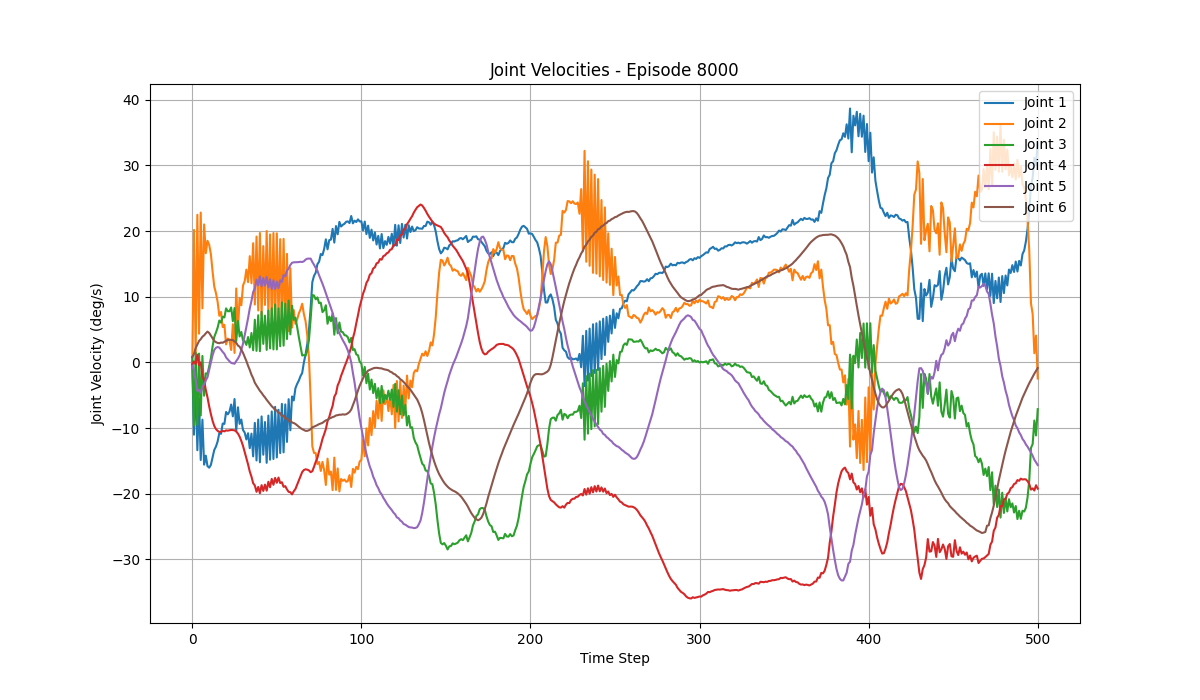 Joint Velocities - Episode 8000
Joint Velocity (deg/s)
40
30
20
10
0
−10
−20
−30
0
100
200
300
400
500
Time Step
Joint 1
Joint 2
Joint 3
Joint 4
Joint 5
Joint 6